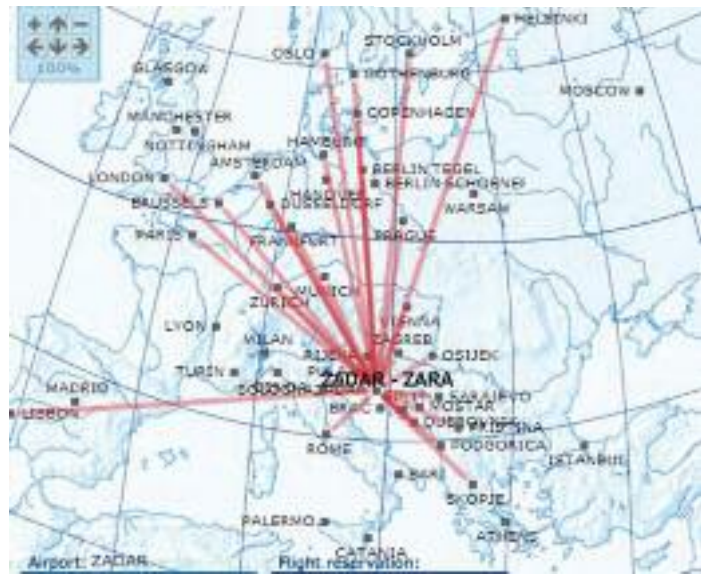 100%
HELSINKI
OSLO
STOCKHOLM
GOTHENBURG
GLASGOW
MOSCOW
COPENHAGEN
MANCHESTER
NOTTINGHAM
HAMBURG
AMSTERDAM
BERLIN TEGEL
LONDON
HANOVER
BRUSSELS
DUSSELDORF
WARSAW
PARIS
FRANKFURT
PRAGUE
MUNICH
ZURICH
VIENNA
LYON
MILAN
ZAGREB
RIJEKA
OSIJEK
TURIN
ZADAR - ZARA
MADRID
SARAJEVO
LISBON
BRAC
MOSTAR
DUBROVNIK
PRISTINA
ROME
PODGORICA
ISTANBUL
BARI
SKOPJE
PALERMO
ATHENS
CATANIA
Airport: ZADAR
Flight reservation: